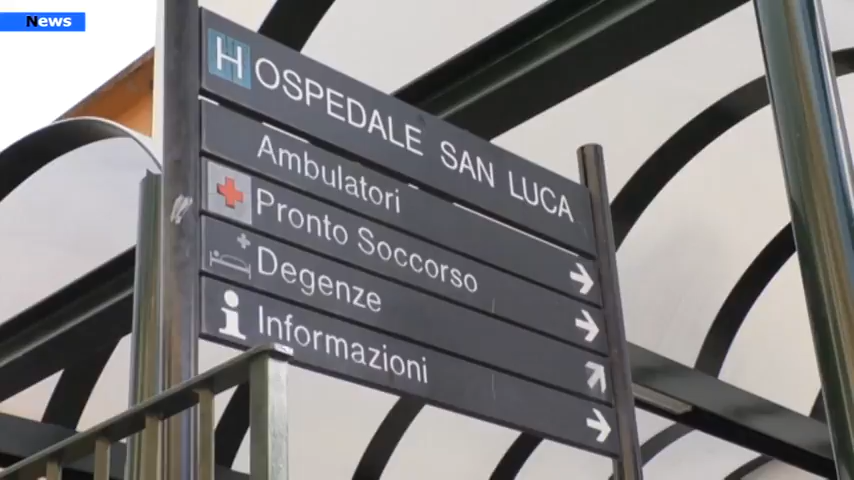 News
H OSPEDALE SAN LUCA
Ambulatori
Pronto Soccorso
Degenze
i Informazioni